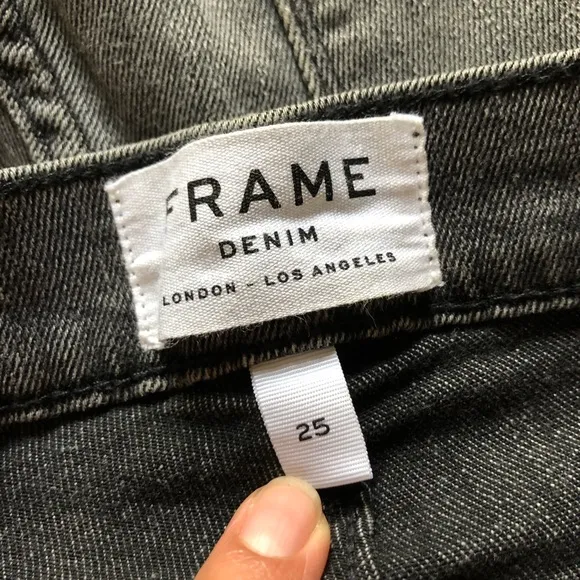 FRAME
DENIM
LONDON - LOS ANGELES
25